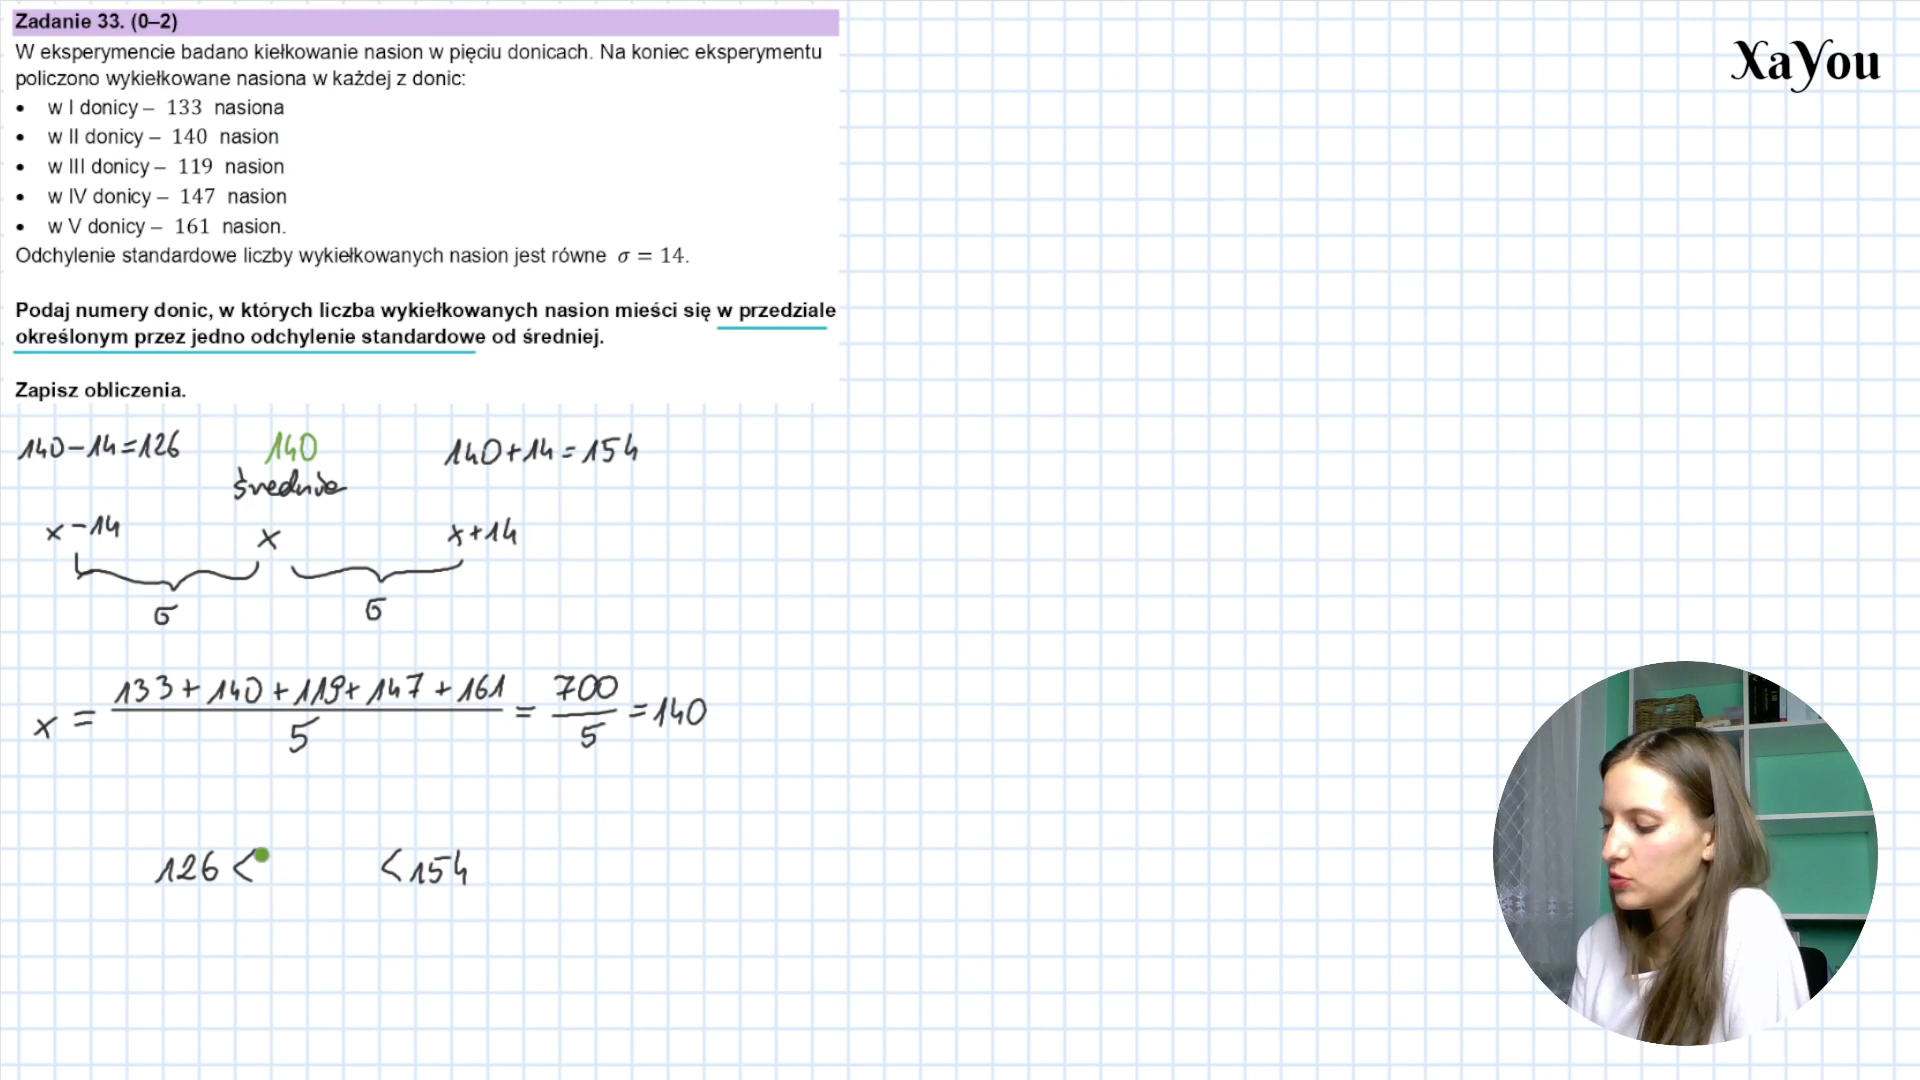 Zadanie 33. (0–2)
W eksperymencie badano kiełkowanie nasion w pięciu donicach. Na koniec eksperymentu
policzono wykiełkowane nasiona w każdej z donic:
• w I donicy – 133 nasiona
• w II donicy – 140 nasion
• w III donicy – 119 nasion
• w IV donicy – 147 nasion
• w V donicy – 161 nasion.
Odchylenie standardowe liczby wykiełkowanych nasion jest równe σ = 14.
Podaj numery donic, w których liczba wykiełkowanych nasion mieści się w przedziale
określonym przez jedno odchylenie standardowe od średniej.
Zapisz obliczenia.
140-14=126 140 140+14=154
średnia
x-14 x x+14
σ σ
x = \frac{133+140+119+147+161}{5} = \frac{700}{5} = 140
126 < < 154
XaYou